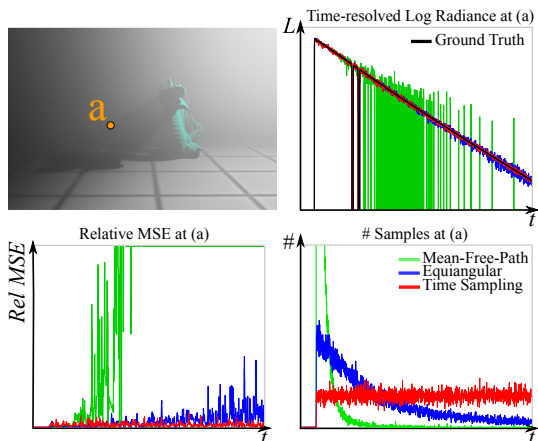 Time-resolved Log Radiance at (a)
L
Ground Truth
a
t
Relative MSE at (a)
# Samples at (a)
Rel MSE
#
Mean-Free-Path
Equiangular
Time Sampling
t
t